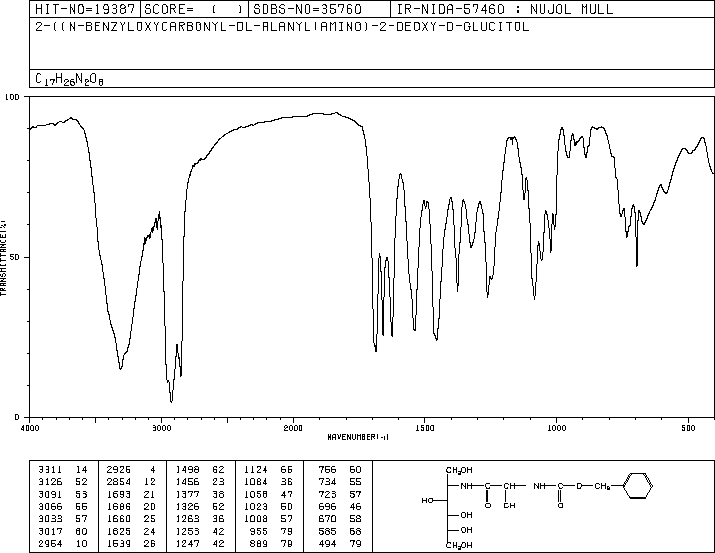 HIT-NO=19387 SCORE= ( ) SDBS-NO=35760 IR-NIDA-57460 : NUJOL MULL
2-((N-BENZYLOXYCARBONYL-DL-ALANYL)AMINO)-2-DEOXY-D-GLUCITOL
C17H26N2O8
100
50
0
TRANSMITTANCE(%)
4000 3000 2000 1500 1000 500
WAVENUMBER(-1)
3311 14 2925 4 1498 62 1124 66 756 60
3126 52 2854 12 1456 23 1084 36 734 55
3091 53 1693 21 1377 38 1058 47 723 57
3066 55 1686 20 1326 52 1023 50 696 46
3033 57 1660 25 1263 36 1008 57 670 58
3017 60 1625 24 1253 42 955 79 585 68
2954 10 1539 26 1247 42 889 79 494 79
CH2OH
NH-C-CH-NH-C-O-CH2
HO O CH O
OH
OH
CH2OH